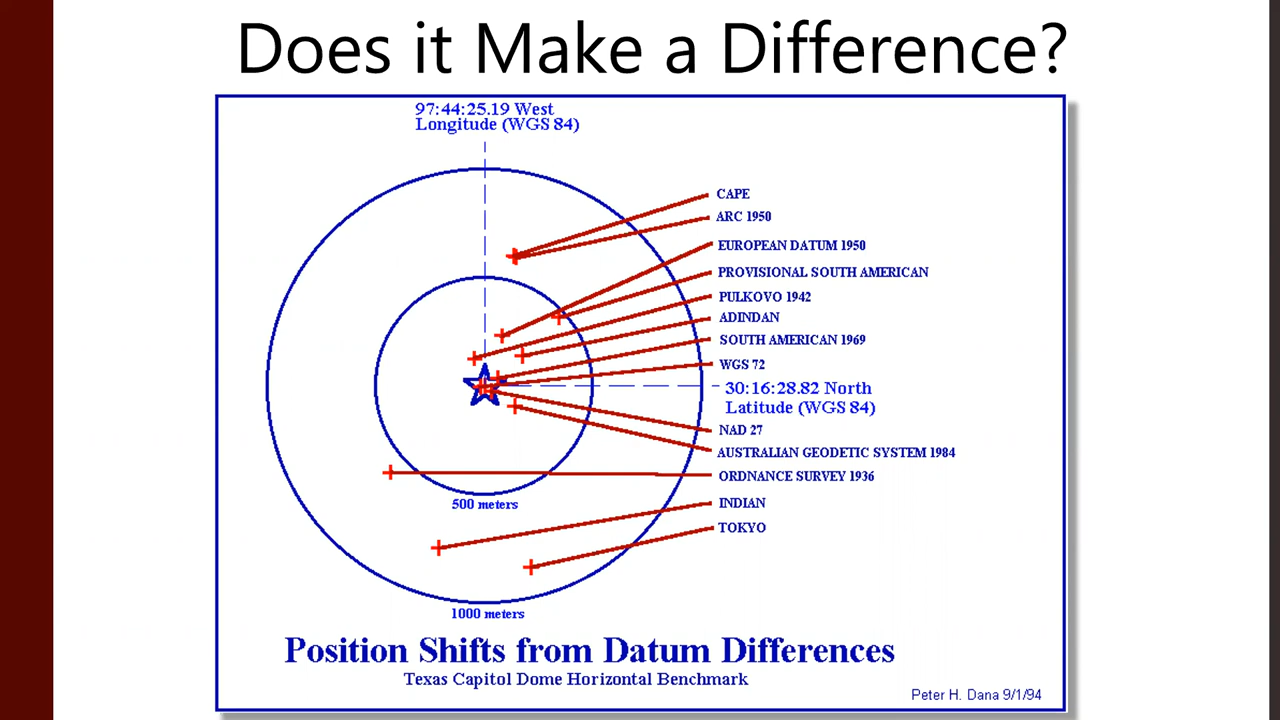 Does it Make a Difference?
97:44:25.19 West
Longitude (WGS 84)
CAPE
ARC 1950
EUROPEAN DATUM 1950
PROVISIONAL SOUTH AMERICAN
PULKOVO 1942
ADINDAN
SOUTH AMERICAN 1969
WGS 72
30:16:28.82 North
Latitude (WGS 84)
NAD 27
AUSTRALIAN GEODETIC SYSTEM 1984
ORDNANCE SURVEY 1936
500 meters
INDIAN
TOKYO
1000 meters
Position Shifts from Datum Differences
Texas Capitol Dome Horizontal Benchmark
Peter H. Dana 9/1/94